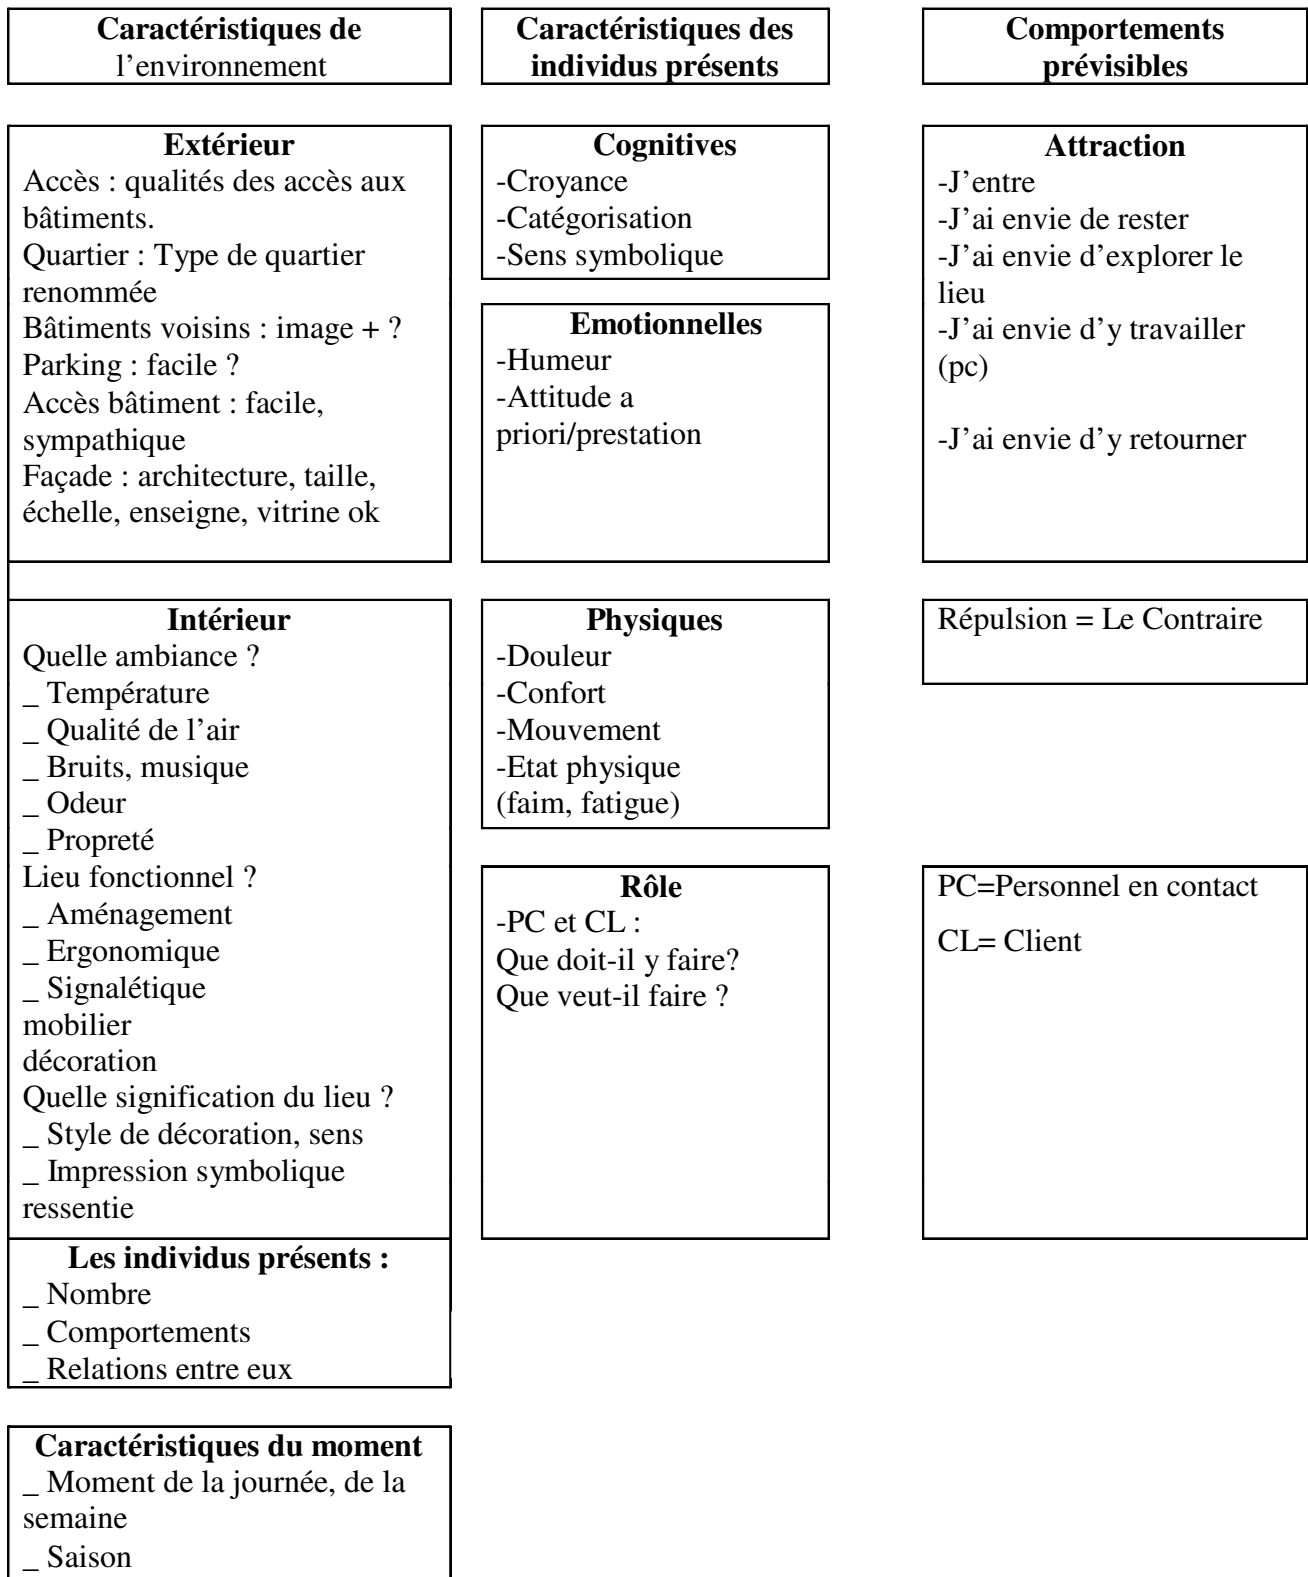 Caractéristiques de
l’environnement
Caractéristiques des
individus présents
Comportements
prévisibles
Extérieur
Accès : qualités des accès aux
bâtiments.
Quartier : Type de quartier
renommée
Bâtiments voisins : image + ?
Parking : facile ?
Accès bâtiment : facile,
sympathique
Façade : architecture, taille,
échelle, enseigne, vitrine ok
Cognitives
-Croyance
-Catégorisation
-Sens symbolique
Emotionnelles
-Humeur
-Attitude a
priori/prestation
Attraction
-J’entre
-J’ai envie de rester
-J’ai envie d’explorer le
lieu
-J’ai envie d’y travailler
(pc)
-J’ai envie d’y retourner
Intérieur
Quelle ambiance ?
_ Température
_ Qualité de l’air
_ Bruits, musique
_ Odeur
_ Propreté
Lieu fonctionnel ?
_ Aménagement
_ Ergonomique
_ Signalétique
mobilier
décoration
Quelle signification du lieu ?
_ Style de décoration, sens
_ Impression symbolique
ressentie
Physiques
-Douleur
-Confort
-Mouvement
-Etat physique
(faim, fatigue)
Répulsion = Le Contraire
Rôle
-PC et CL :
Que doit-il y faire?
Que veut-il faire ?
PC=Personnel en contact
CL= Client
Les individus présents :
_ Nombre
_ Comportements
_ Relations entre eux
Caractéristiques du moment
_ Moment de la journée, de la
semaine
_ Saison